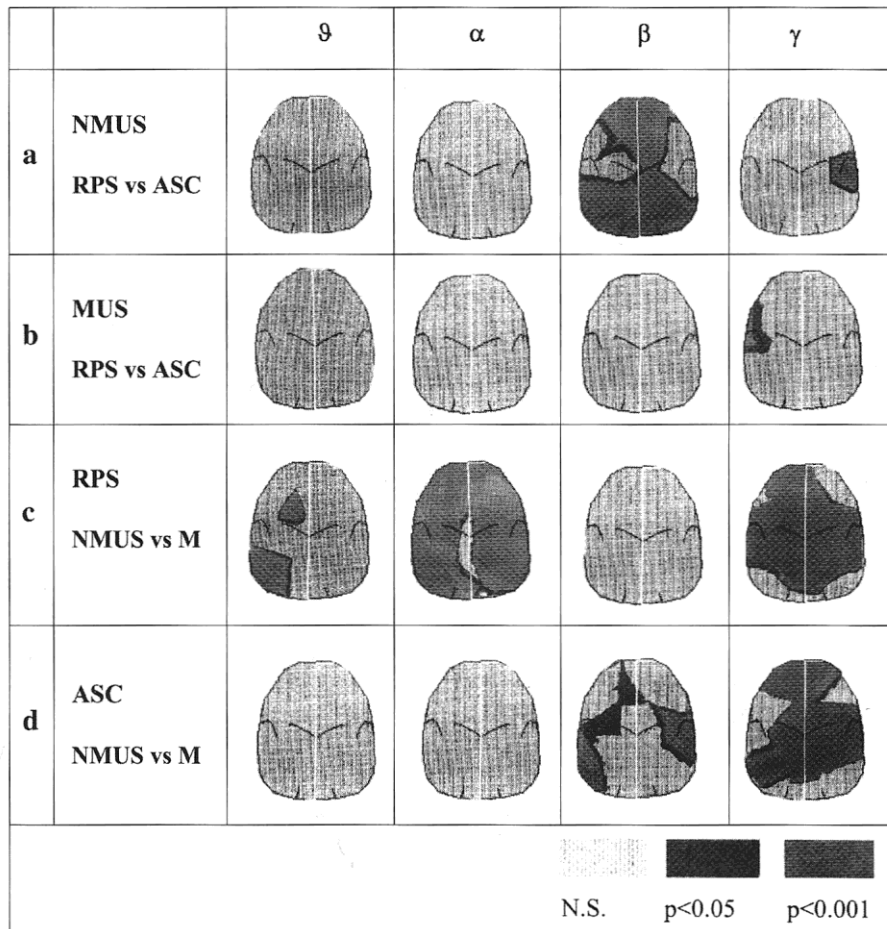 ϑ α β γ
a NMUS
RPS vs ASC
b MUS
RPS vs ASC
c RPS
NMUS vs M
d ASC
NMUS vs M
N.S. p<0.05 p<0.001